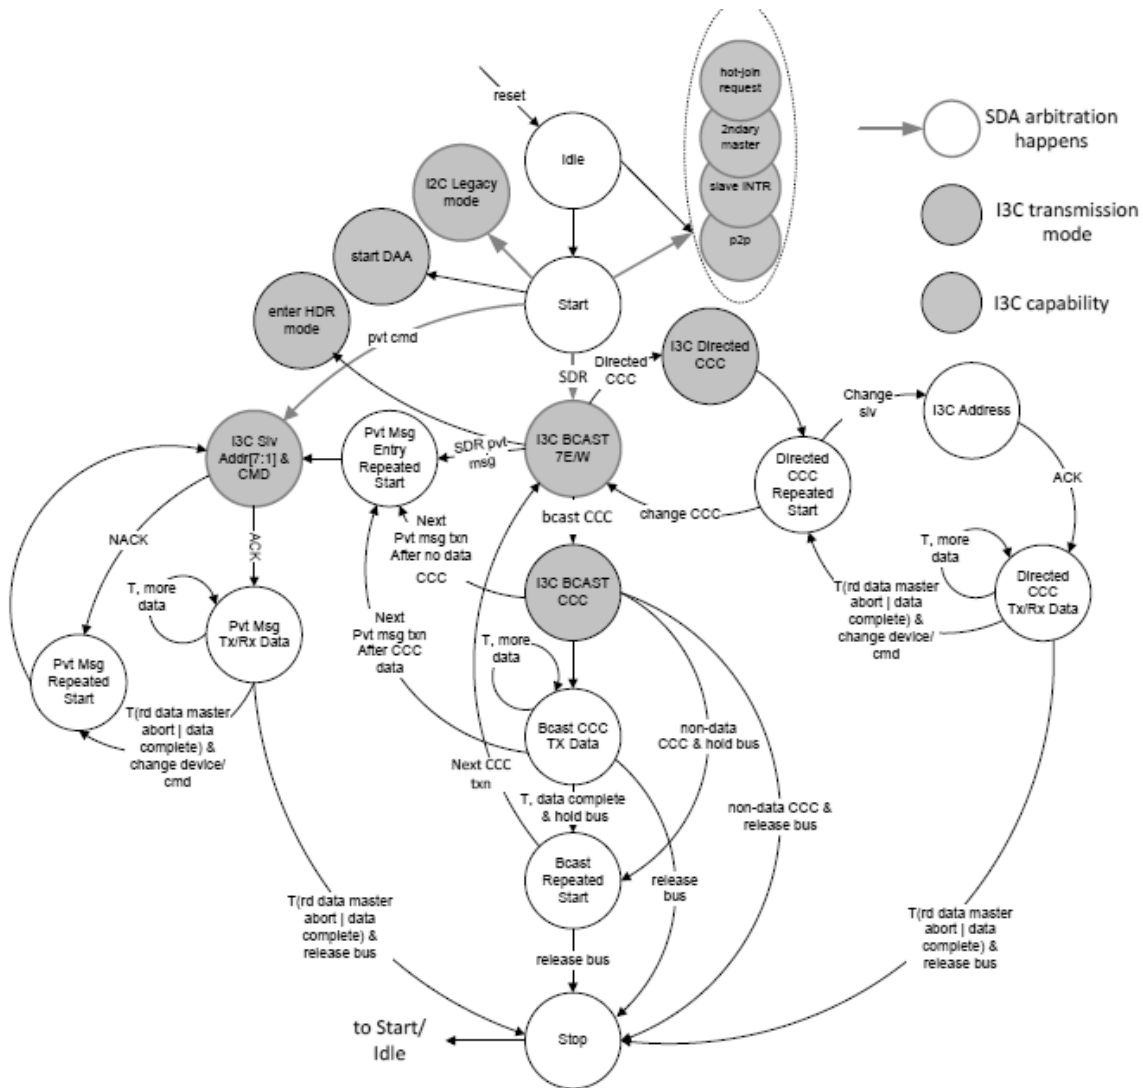 hot-join
request
2ndary
master
slave INTR
p2p
SDA arbitration
happens
I3C transmission
mode
I3C capability
reset
Idle
I2C Legacy
mode
start DAA
enter HDR
mode
Start
pvt cmd
SDR
Directed
CCC
I3C Directed
CCC
Change
slv
I3C Address
I3C Slv
Addr[7:1] &
CMD
Pvt Msg
Entry
Repeated
Start
SDR pvt
msg
I3C BCAST
7E/W
Directed
CCC
Repeated
Start
ACK
change CCC
bcast CCC
NACK
ACK
Next
Pvt msg txn
After no data
CCC
I3C BCAST
CCC
T, more
data
Directed
CCC
Tx/Rx Data
T(rd data master
abort | data
complete) &
change device/
cmd
T, more
data
Pvt Msg
Tx/Rx Data
Next
Pvt msg txn
After CCC
data
T, more
data
Pvt Msg
Repeated
Start
T(rd data master
abort | data
complete) &
change device/
cmd
Bcast CCC
TX Data
non-data
CCC & hold bus
Next CCC
txn
T, data complete
& hold bus
non-data CCC &
release bus
Bcast
Repeated
Start
release
bus
T(rd data master
abort | data
complete) &
release bus
T(rd data master
abort | data
complete) &
release bus
release bus
to Start/
Idle
Stop